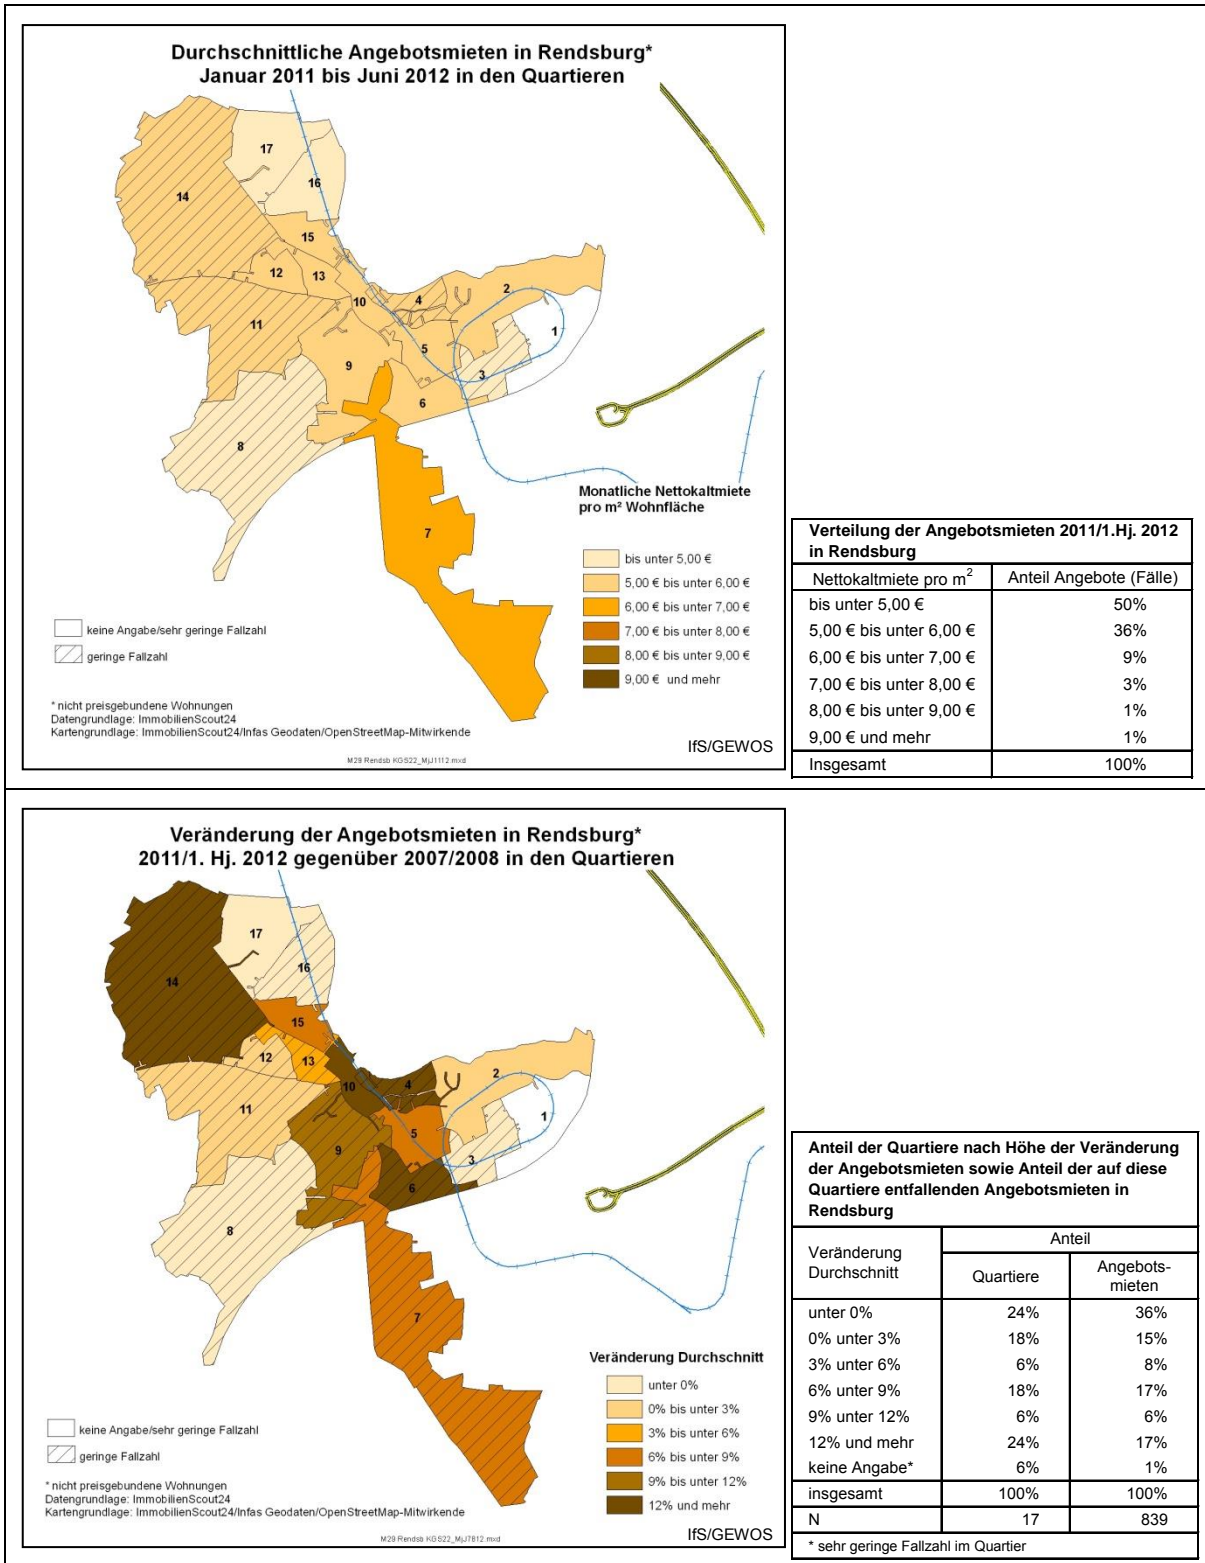 Durchschnittliche Angebotsmieten in Rendsburg*
Januar 2011 bis Juni 2012 in den Quartieren
17
16
14
15
12
13
10
4
2
1
11
5
9
3
6
8
7
Monatliche Nettokaltmiete
pro m² Wohnfläche
bis unter 5,00 €
5,00 € bis unter 6,00 €
6,00 € bis unter 7,00 €
7,00 € bis unter 8,00 €
8,00 € bis unter 9,00 €
9,00 € und mehr
keine Angabe/sehr geringe Fallzahl
geringe Fallzahl
* nicht preisgebundene Wohnungen
Datengrundlage: ImmobilienScout24
Kartengrundlage: ImmobilienScout24/Infas Geodaten/OpenStreetMap-Mitwirkende
IfS/GEWOS
M29 Rendsb KGS22_MjJ1112.mxd
Verteilung der Angebotsmieten 2011/1.Hj. 2012
in Rendsburg
Nettokaltmiete pro m² Anteil Angebote (Fälle)
bis unter 5,00 € 50%
5,00 € bis unter 6,00 € 36%
6,00 € bis unter 7,00 € 9%
7,00 € bis unter 8,00 € 3%
8,00 € bis unter 9,00 € 1%
9,00 € und mehr 1%
Insgesamt 100%
Veränderung der Angebotsmieten in Rendsburg*
2011/1. Hj. 2012 gegenüber 2007/2008 in den Quartieren
17
16
14
15
12
13
10
4
2
1
11
5
9
3
6
8
7
Veränderung Durchschnitt
unter 0%
0% bis unter 3%
3% bis unter 6%
6% bis unter 9%
9% bis unter 12%
12% und mehr
keine Angabe/sehr geringe Fallzahl
geringe Fallzahl
* nicht preisgebundene Wohnungen
Datengrundlage: ImmobilienScout24
Kartengrundlage: ImmobilienScout24/Infas Geodaten/OpenStreetMap-Mitwirkende
IfS/GEWOS
M29 Rendsb KGS22_MjJ7812.mxd
Anteil der Quartiere nach Höhe der Veränderung
der Angebotsmieten sowie Anteil der auf diese
Quartiere entfallenden Angebotsmieten in
Rendsburg
Veränderung Durchschnitt Anteil
Quartiere Angebots-
mieten
unter 0% 24% 36%
0% unter 3% 18% 15%
3% unter 6% 6% 8%
6% unter 9% 18% 17%
9% unter 12% 6% 6%
12% und mehr 24% 17%
keine Angabe* 6% 1%
insgesamt 100% 100%
N 17 839
* sehr geringe Fallzahl im Quartier